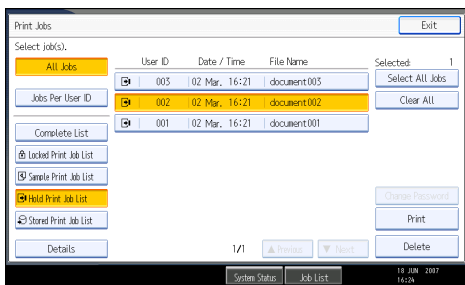 Print Jobs
Exit
Select job(s).
All Jobs
User ID
Date / Time
File Name
Selected: 1
003 02 Mar. 16:21 document003
Select All Jobs
Jobs Per User ID
002 02 Mar. 16:21 document002
Clear All
001 02 Mar. 16:21 document001
Complete List
Locked Print Job List
Sample Print Job List
Hold Print Job List
Change Password
Stored Print Job List
Print
Details
1/1
▲ Previous
▼ Next
Delete
System Status
Job List
18 JUN 2007
16:24